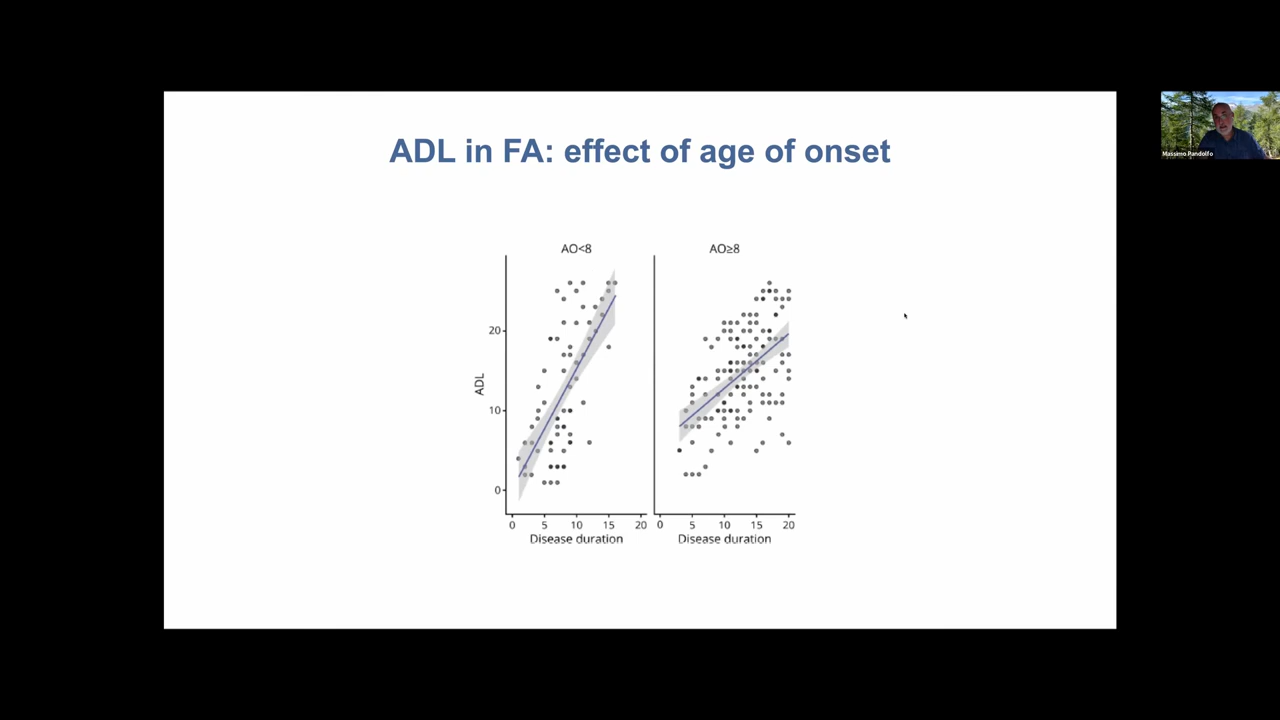 ADL in FA: effect of age of onset
Massimo Pandolfo
AO<8
AO≥8
ADL
20
10
0
0 5 10 15 20
0 5 10 15 20
Disease duration
Disease duration